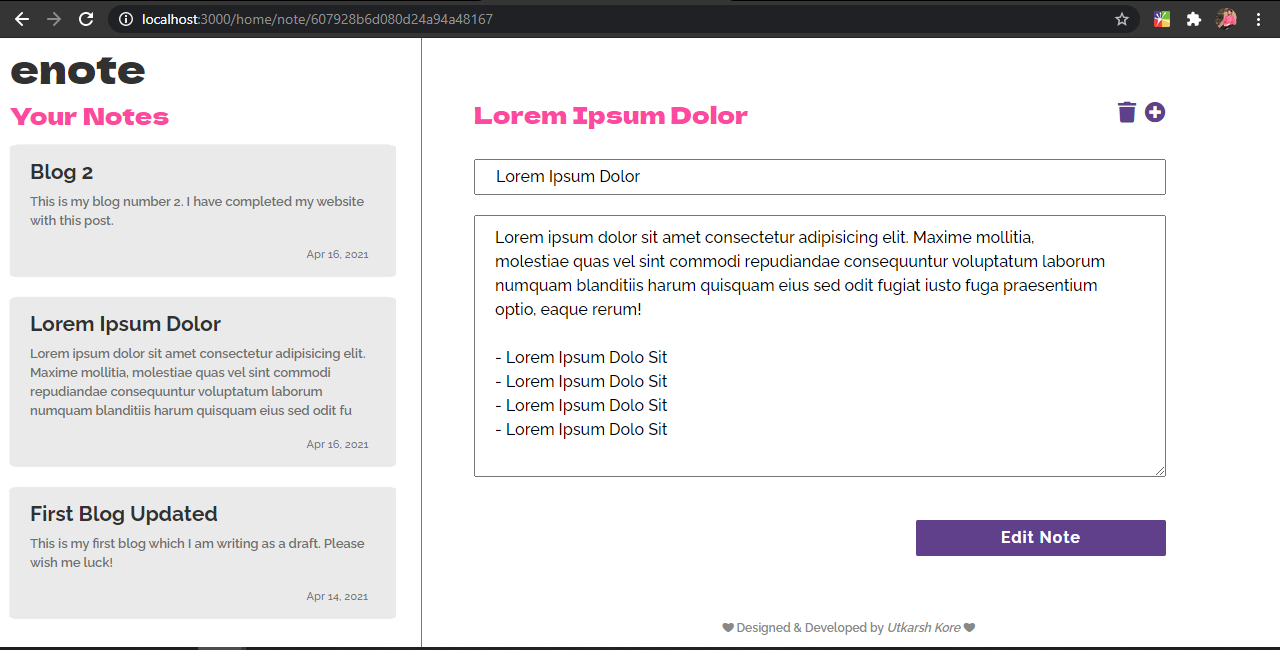 localhost:3000/home/note/607928b6d080d24a94a48167
enote
Your Notes
Blog 2
This is my blog number 2. I have completed my website
with this post.
Apr 16, 2021
Lorem Ipsum Dolor
Lorem ipsum dolor sit amet consectetur adipisicing elit.
Maxime mollitia, molestiae quas vel sint commodi
repudiandae consequuntur voluptatum laborum
numquam blanditiis harum quisquam eius sed odit fu
Apr 16, 2021
First Blog Updated
This is my first blog which I am writing as a draft. Please
wish me luck!
Apr 14, 2021
Lorem Ipsum Dolor
Lorem Ipsum Dolor
Lorem ipsum dolor sit amet consectetur adipisicing elit. Maxime mollitia,
molestiae quas vel sint commodi repudiandae consequuntur voluptatum laborum
numquam blanditiis harum quisquam eius sed odit fugiat iusto fuga praesentium
optio, eaque rerum!
- Lorem Ipsum Dolo Sit
- Lorem Ipsum Dolo Sit
- Lorem Ipsum Dolo Sit
- Lorem Ipsum Dolo Sit
Edit Note
Designed & Developed by Utkarsh Kore